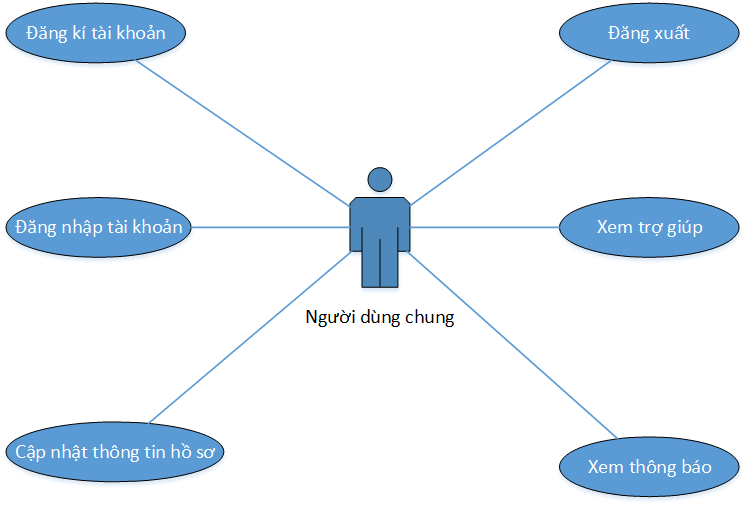 Đăng kí tài khoản
Đăng xuất
Đăng nhập tài khoản
Xem trợ giúp
Người dùng chung
Cập nhật thông tin hồ sơ
Xem thông báo